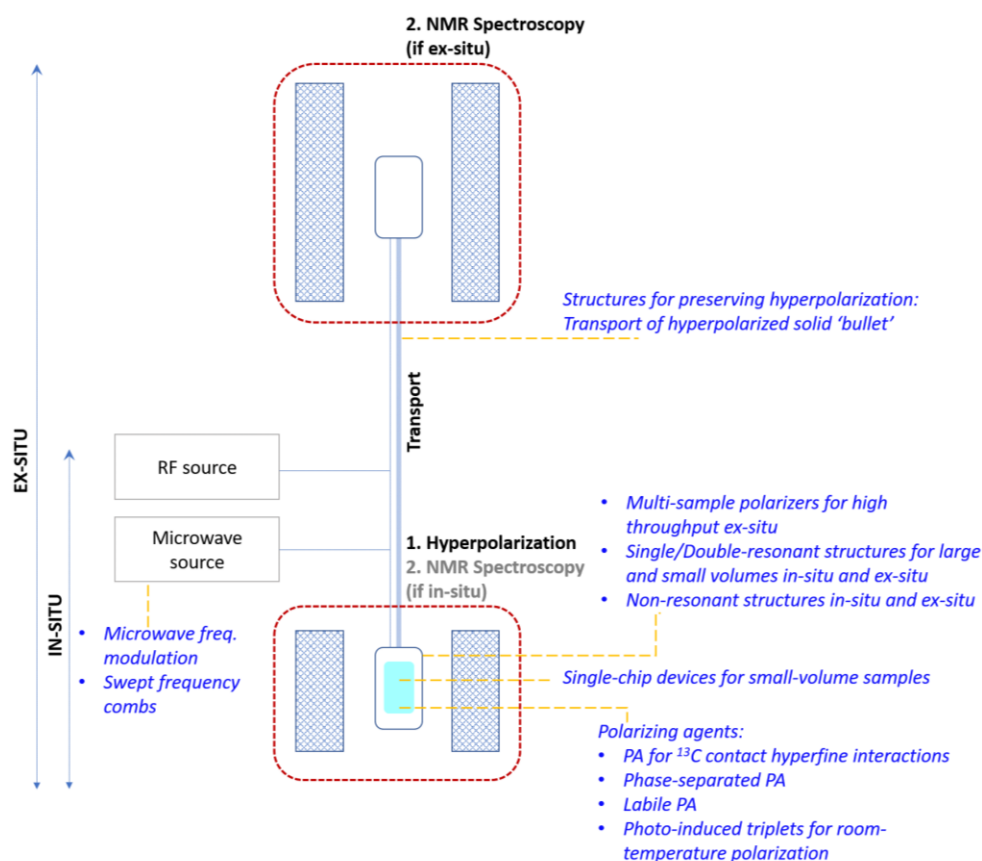 2. NMR Spectroscopy
(if ex-situ)
Structures for preserving hyperpolarization:
Transport of hyperpolarized solid ‘bullet’
Transport
EX-SITU
IN-SITU
RF source
Microwave
source
• Microwave freq.
modulation
• Swept frequency
combs
1. Hyperpolarization
2. NMR Spectroscopy
(if in-situ)
• Multi-sample polarizers for high
throughput ex-situ
• Single/Double-resonant structures for large
and small volumes in-situ and ex-situ
• Non-resonant structures in-situ and ex-situ
Single-chip devices for small-volume samples
Polarizing agents:
• PA for ¹³C contact hyperfine interactions
• Phase-separated PA
• Labile PA
• Photo-induced triplets for room-
temperature polarization